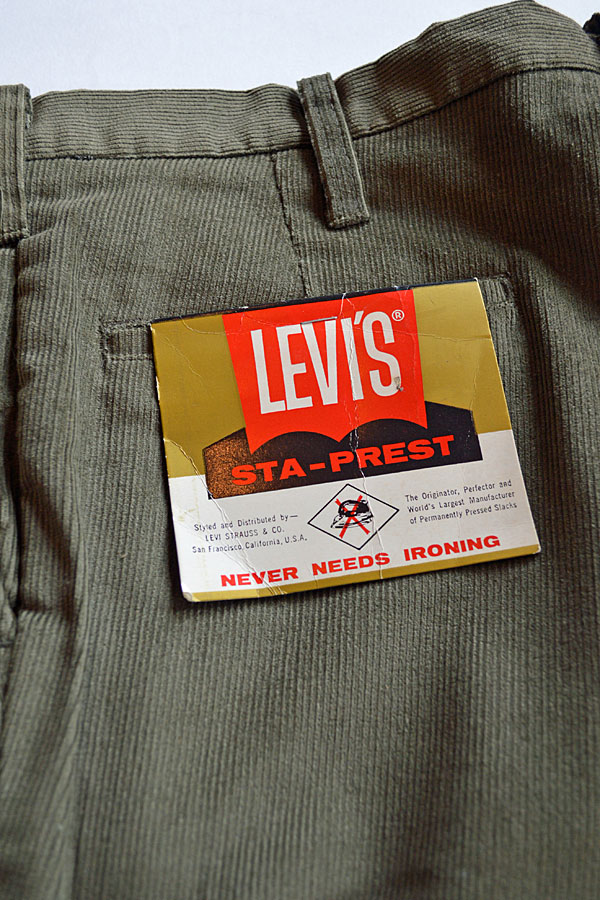 LEVI'S®
STA-PREST
Styled and Distributed by—
LEVI STRAUSS & CO.
San Francisco, California, U.S.A.
The Originator, Perfector and
World's Largest Manufacturer
of Permanently Pressed Slacks
NEVER NEEDS IRONING